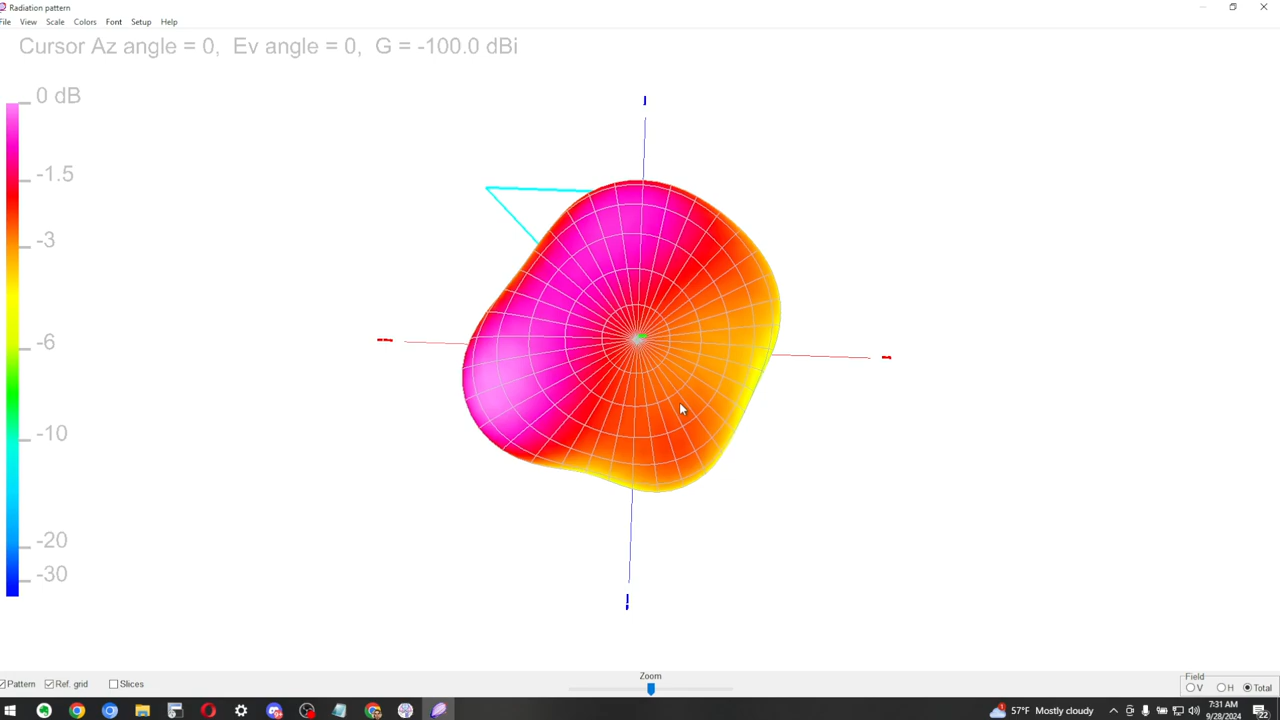 Radiation pattern
File View Scale Colors Font Setup Help
Cursor Az angle = 0, Ev angle = 0, G = -100.0 dBi
0 dB
-1.5
-3
-6
-10
-20
-30
Zoom
Pattern Ref. grid Slices
Field
V H Total
57°F Mostly cloudy
7:31 AM
9/28/2024
22